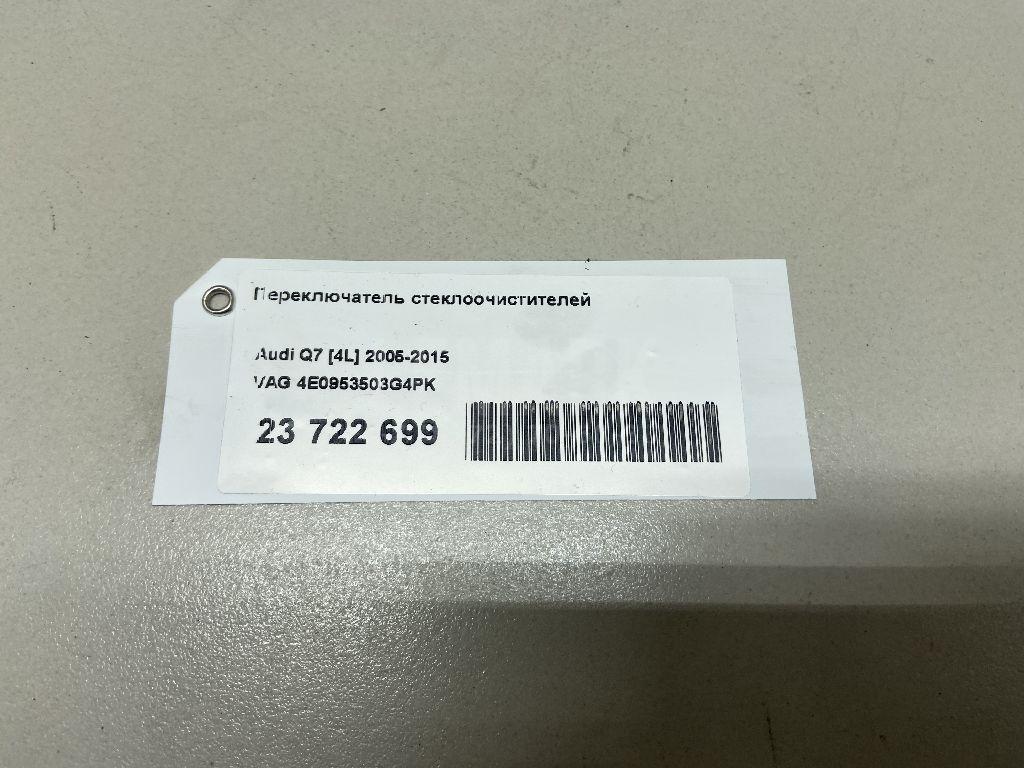 Переключатель стеклоочистителей
Audi Q7 [4L] 2005-2015
VAG 4E0953503G4PK
23 722 699